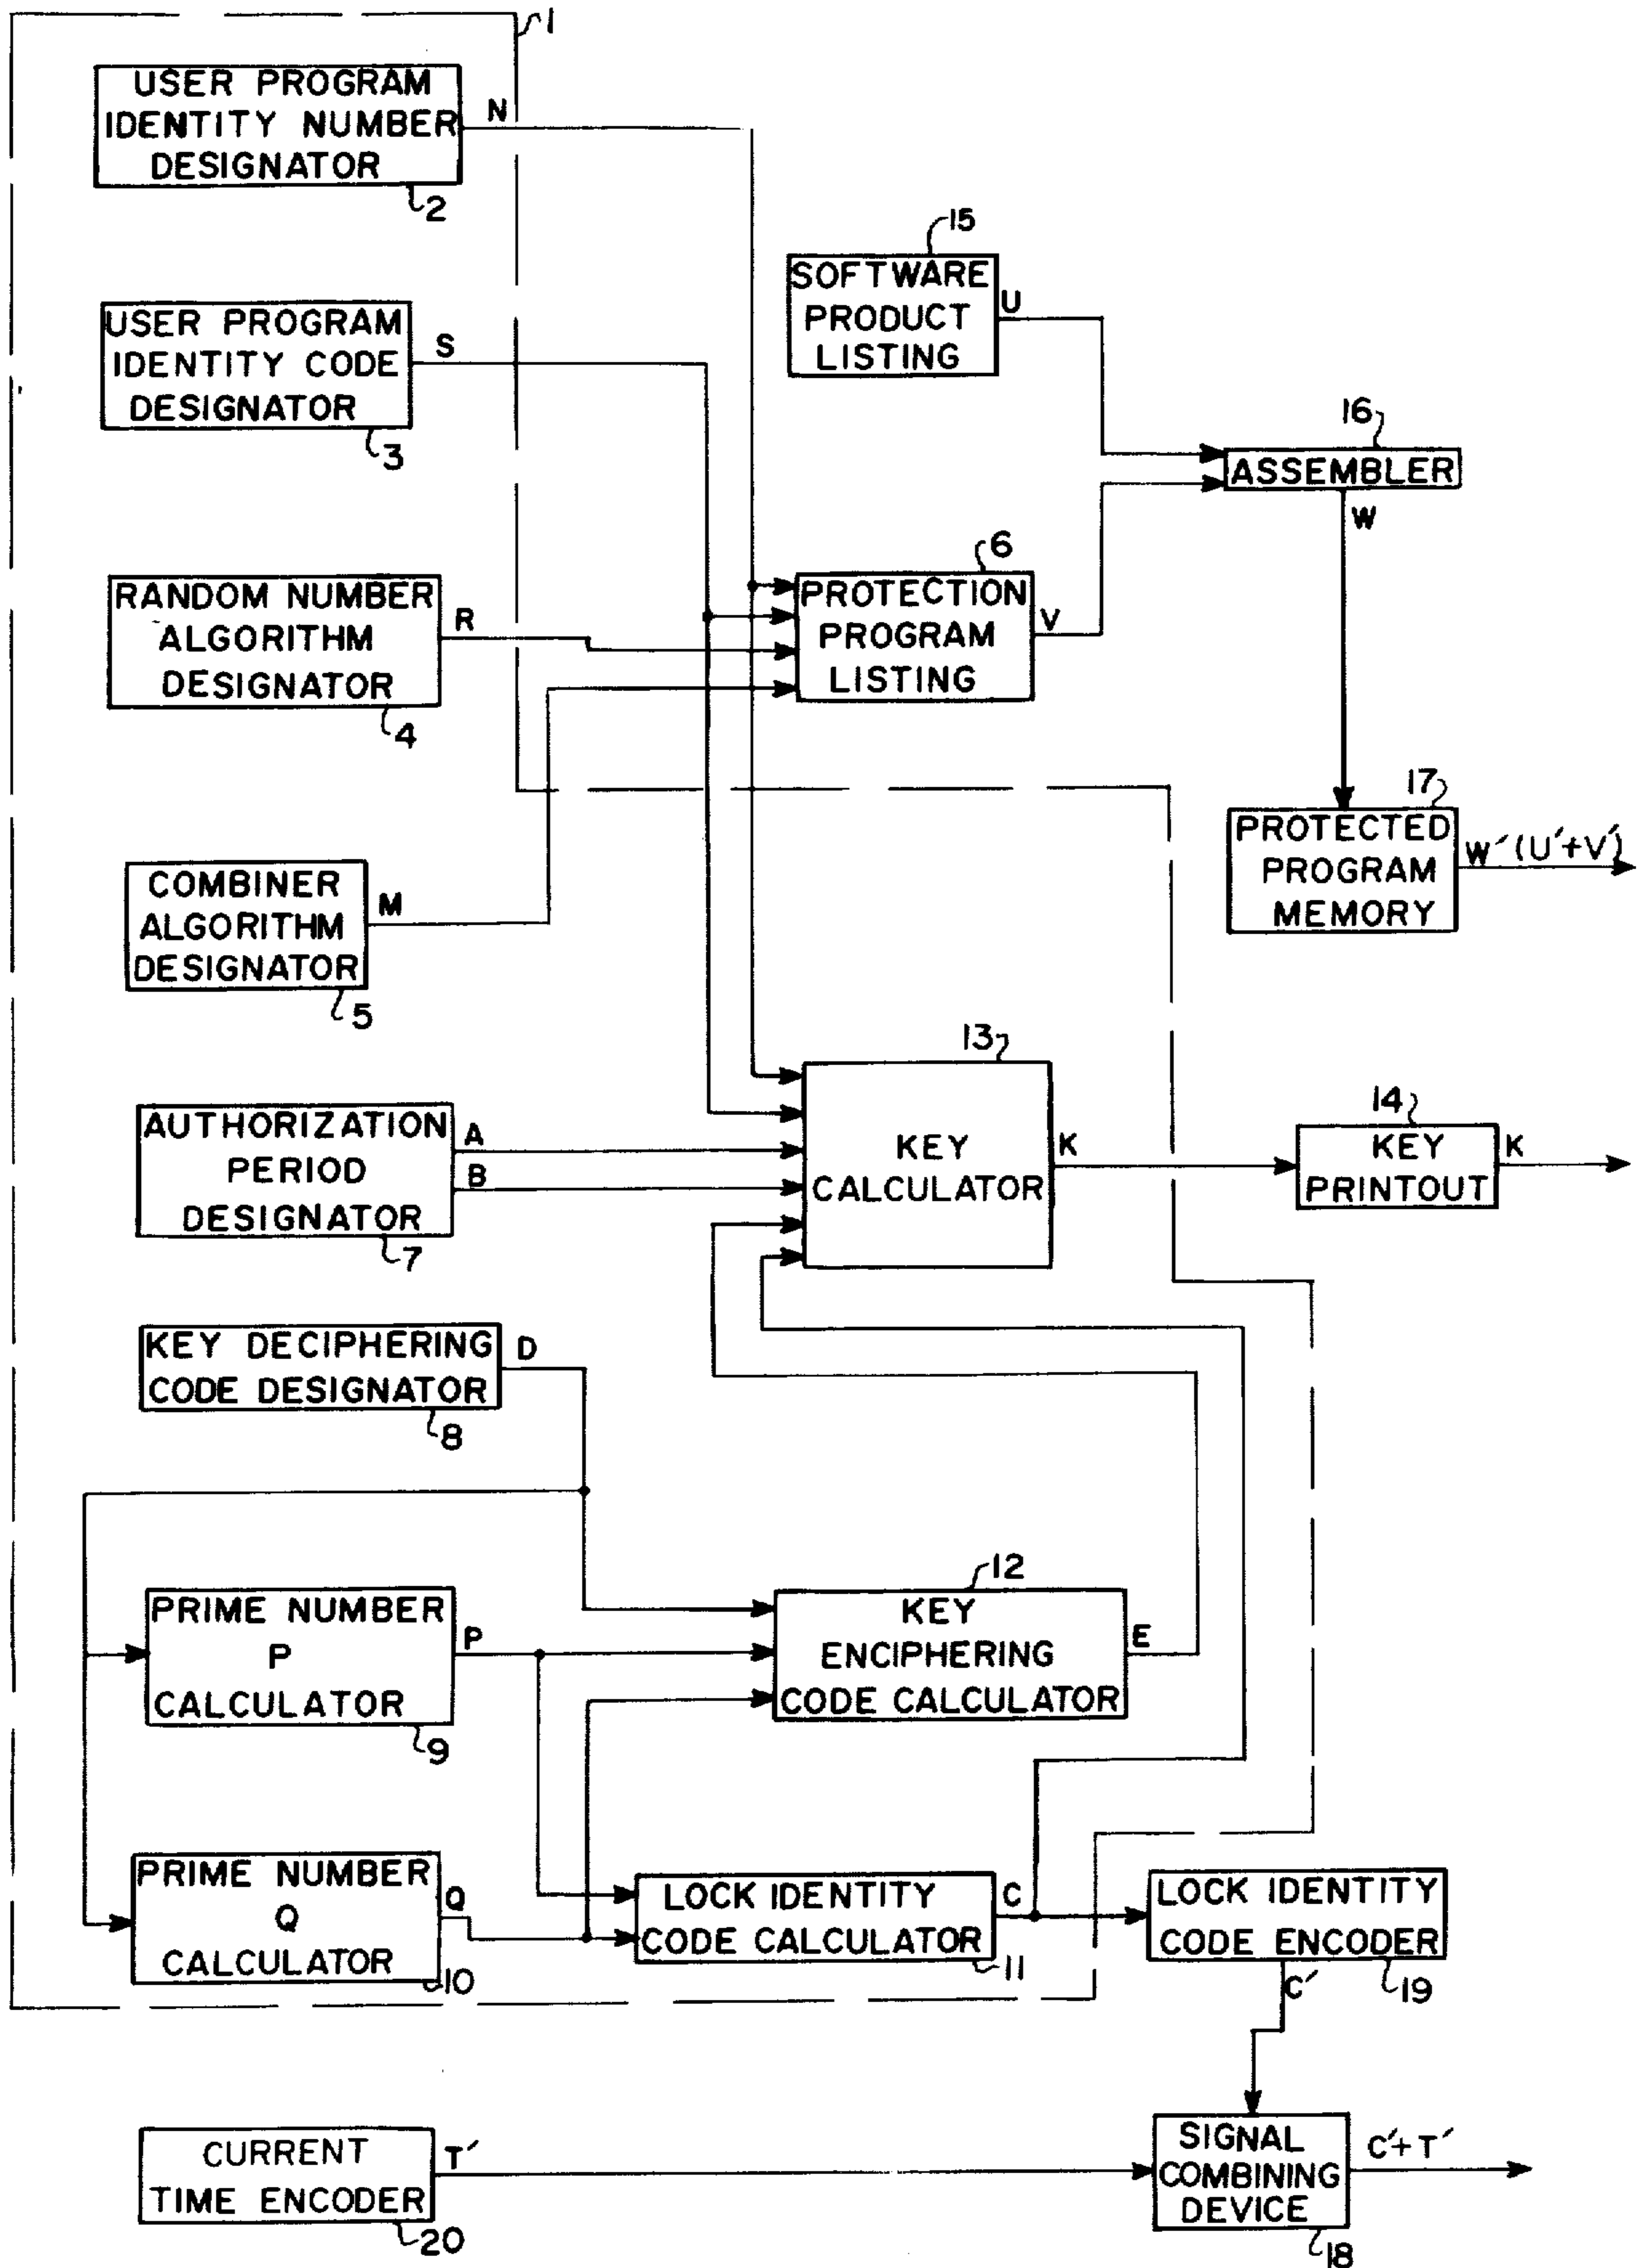 1
USER PROGRAM
IDENTITY NUMBER
DESIGNATOR
2
N
USER PROGRAM
IDENTITY CODE
DESIGNATOR
3
S
15
SOFTWARE
PRODUCT
LISTING
U
16
ASSEMBLER
W
RANDOM NUMBER
ALGORITHM
DESIGNATOR
4
R
6
PROTECTION
PROGRAM
LISTING
V
17
PROTECTED
PROGRAM
MEMORY
W´(U´+V´)
COMBINER
ALGORITHM
DESIGNATOR
5
M
AUTHORIZATION
PERIOD
DESIGNATOR
7
A
B
13
KEY
CALCULATOR
K
14
KEY
PRINTOUT
K
KEY DECIPHERING
CODE DESIGNATOR
8
D
PRIME NUMBER
P
CALCULATOR
9
P
12
KEY
ENCIPHERING
CODE CALCULATOR
E
PRIME NUMBER
Q
CALCULATOR
10
Q
LOCK IDENTITY
CODE CALCULATOR
11
C
LOCK IDENTITY
CODE ENCODER
19
C´
CURRENT
TIME ENCODER
20
T´
SIGNAL
COMBINING
DEVICE
18
C´+T´